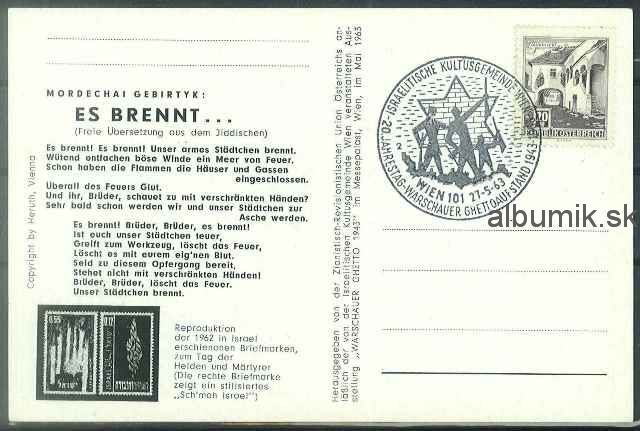 MORDECHAI GEBIRTYK:
ES BRENNT...
(Freie Übersetzung aus dem Jiddischen)
Es brennt! Es brennt! Unser armes Städtchen brennt.
Wütend entfachen böse Winde ein Meer von Feuer,
Schon haben die Flammen die Häuser und Gassen
eingeschlossen.
Überall des Feuers Glut.
Und ihr, Brüder, schauet zu mit verschränkten Händen?
Sehr bald schon werden wir und unser Städtchen zur
Asche werden.
Es brennt! Brüder, Brüder, es brennt!
Ist euch unser Städtchen teuer,
Greift zum Werkzeug, löscht das Feuer,
Löscht es mit eurem eig'nen Blut.
Seid zu diesem Opfergang bereit,
Stehet nicht mit verschränkten Händen!
Brüder, Brüder, löscht das Feuer.
Unser Städtchen brennt.
Copyright by Heruth, Vienna
0.55
0.12
ישראל
Reproduktion
der 1962 in Israel
erschienenen Briefmarken,
zum Tag der
Helden und Märtyrer
(Die rechte Briefmarke
zeigt ein stilisiertes
„Sch'mah Israel")
Herausgegeben von der Zionistisch-Revisionistischen Union Österreichs an-
läßlich der von der Israelitischen Kultusgemeinde Wien veranstalteten Aus-
stellung „WARSCHAUER GHETTO 1943" im Messepalast, Wien, im Mai 1963
ISRAELITISCHE KULTUSGEMEINDE WIEN
20. JAHRESTAG-WARSCHAUER GHETTOAUFSTAND 1943
2
WIEN 101 27-5-63
REPUBLIK ÖSTERREICH
albumik.sk